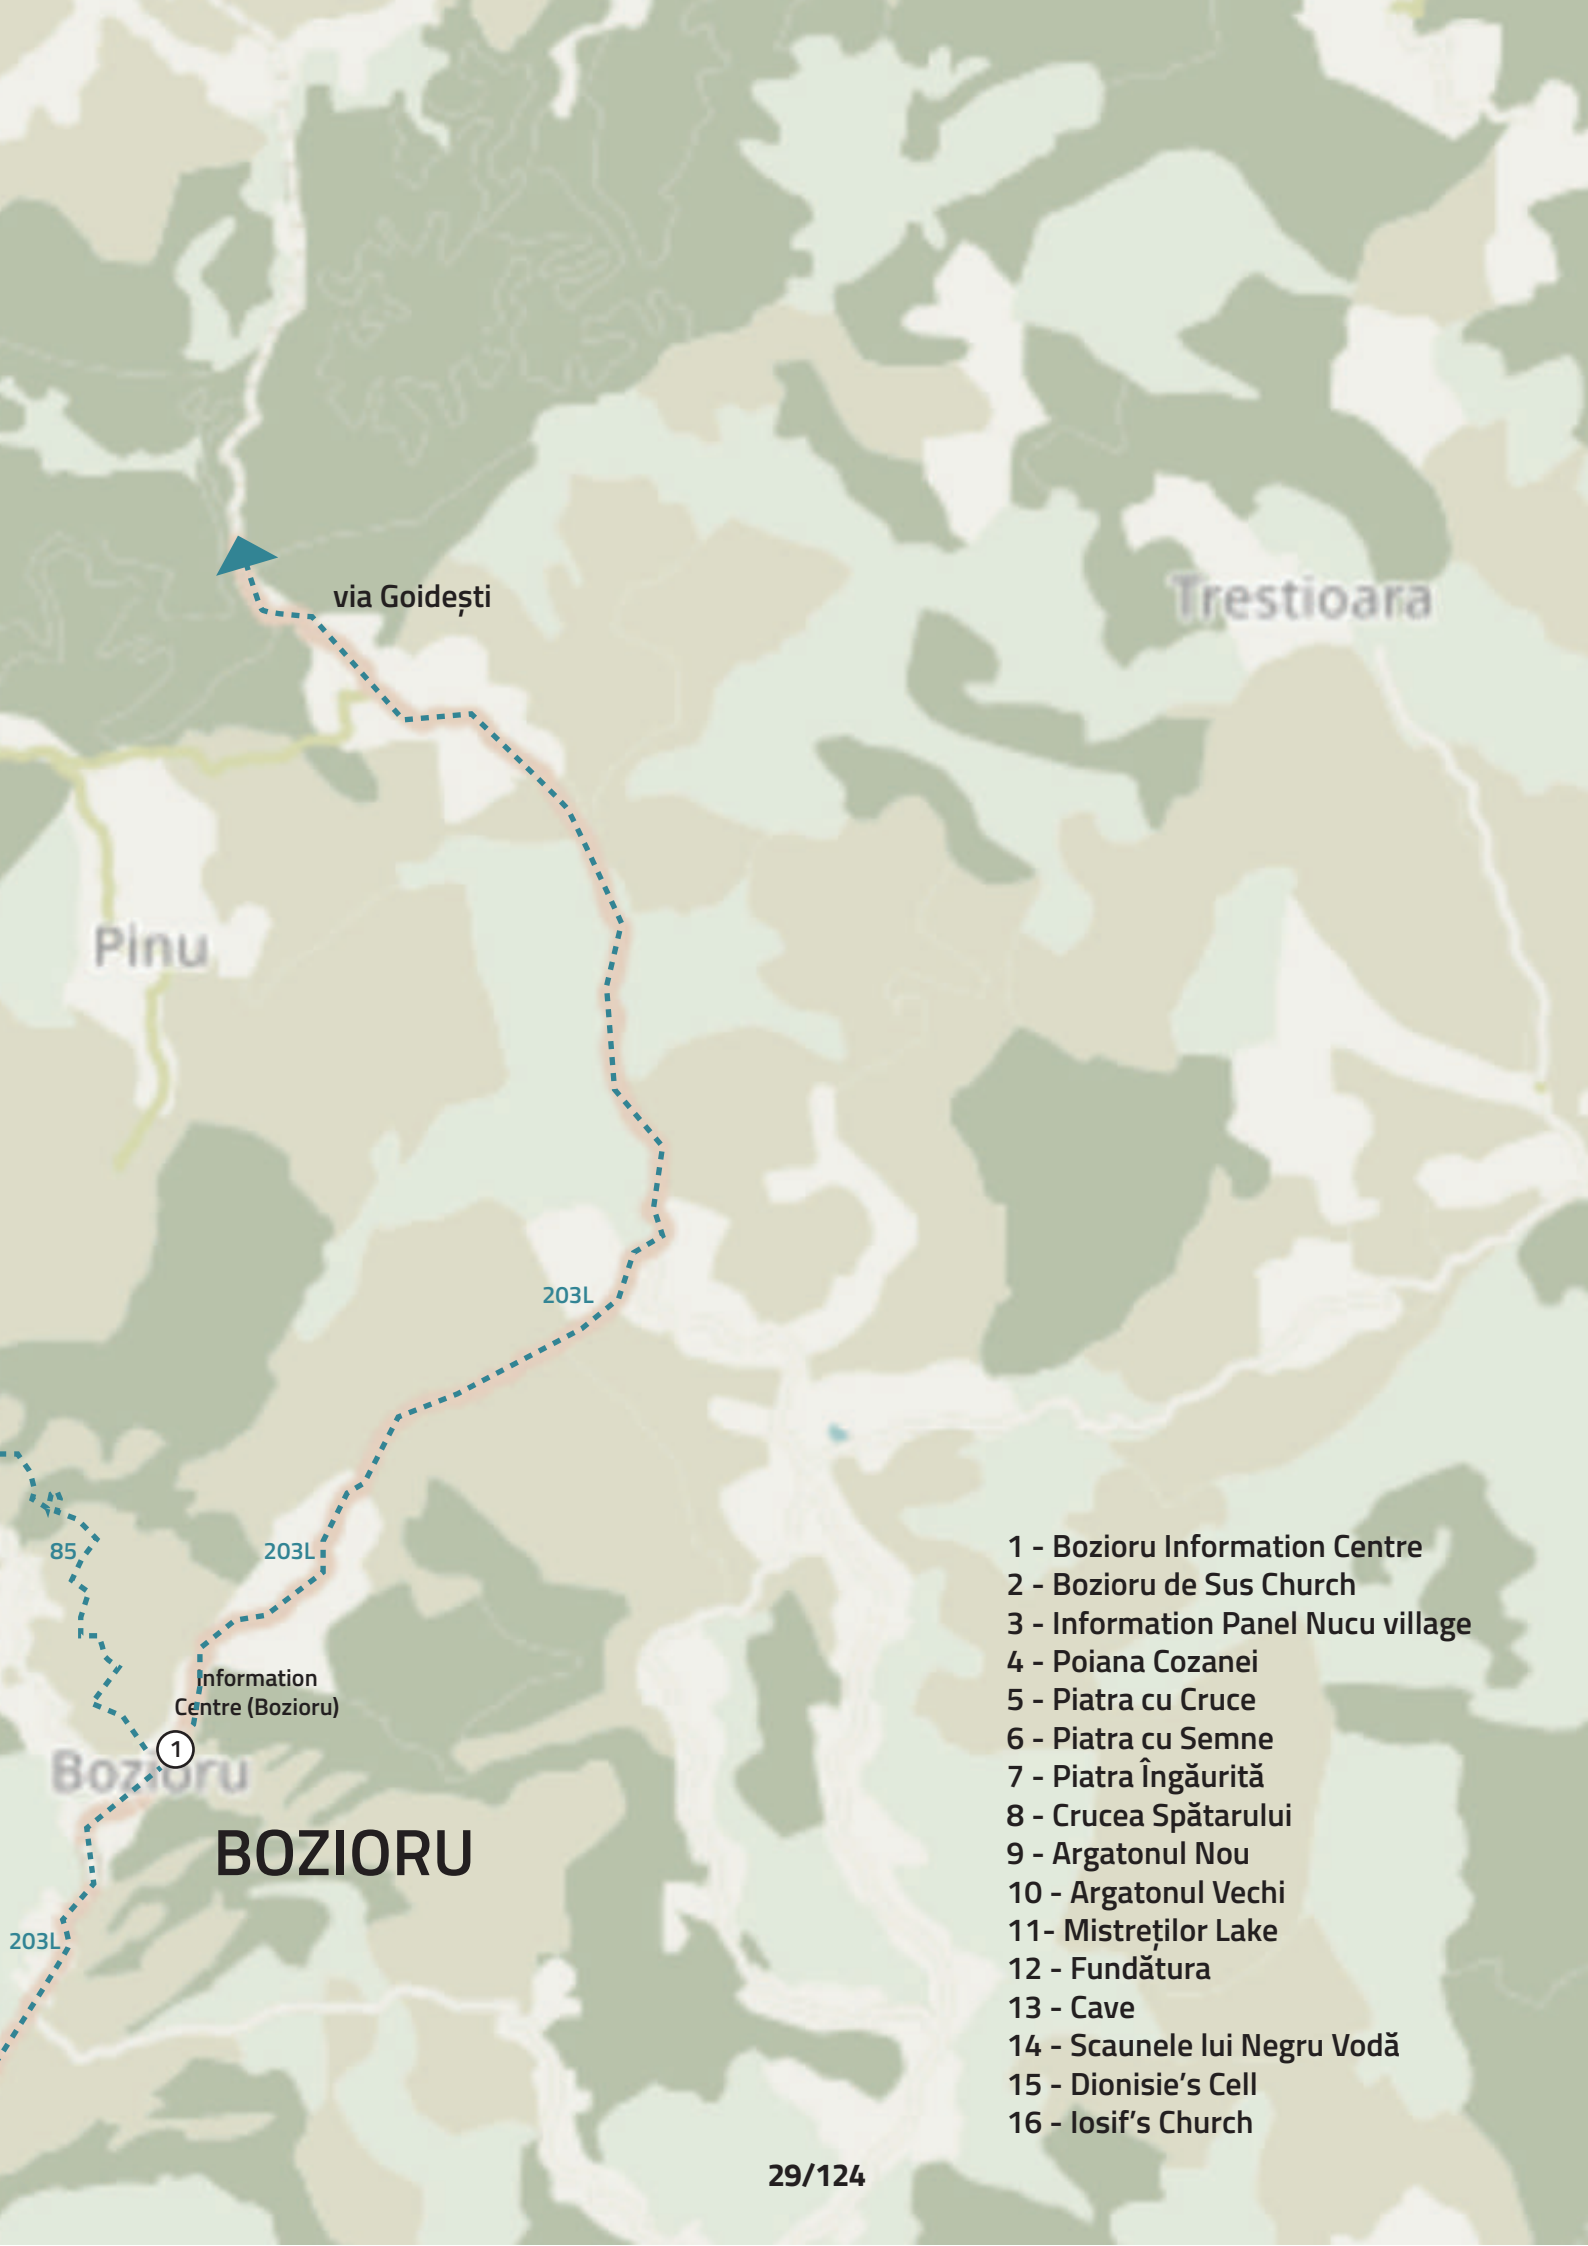 via Goidești
Trestioara
Pinu
203L
85
203L
Information
Centre (Bozioru)
1
Bozioru
BOZIORU
203L
1 - Bozioru Information Centre
2 - Bozioru de Sus Church
3 - Information Panel Nucu village
4 - Poiana Cozanei
5 - Piatra cu Cruce
6 - Piatra cu Semne
7 - Piatra Îngăurită
8 - Crucea Spătarului
9 - Argatonul Nou
10 - Argatonul Vechi
11- Mistreților Lake
12 - Fundătura
13 - Cave
14 - Scaunele lui Negru Vodă
15 - Dionisie’s Cell
16 - Iosif’s Church
29/124